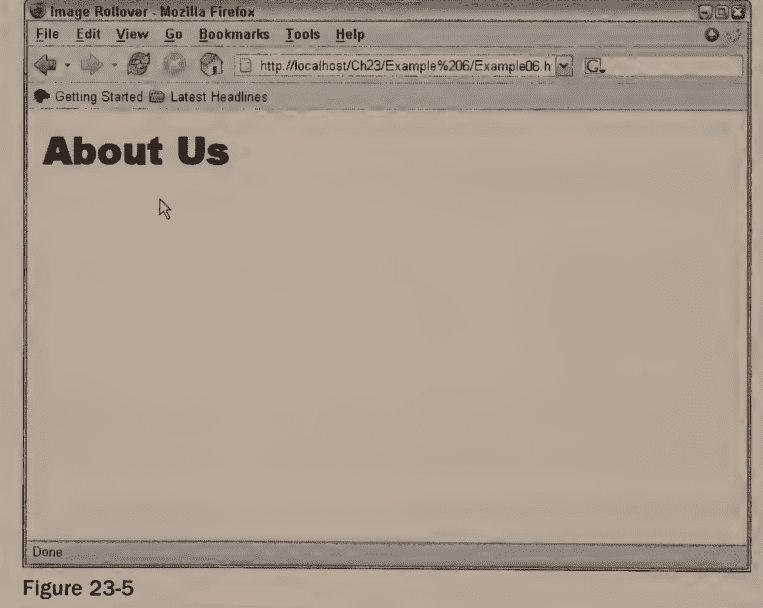 Image Rollover - Mozilla Firefox
File Edit View Go Bookmarks Tools Help
http://localhost/Ch23/Example%206/Example06.h G
Getting Started Latest Headlines
About Us
Done
Figure 23-5